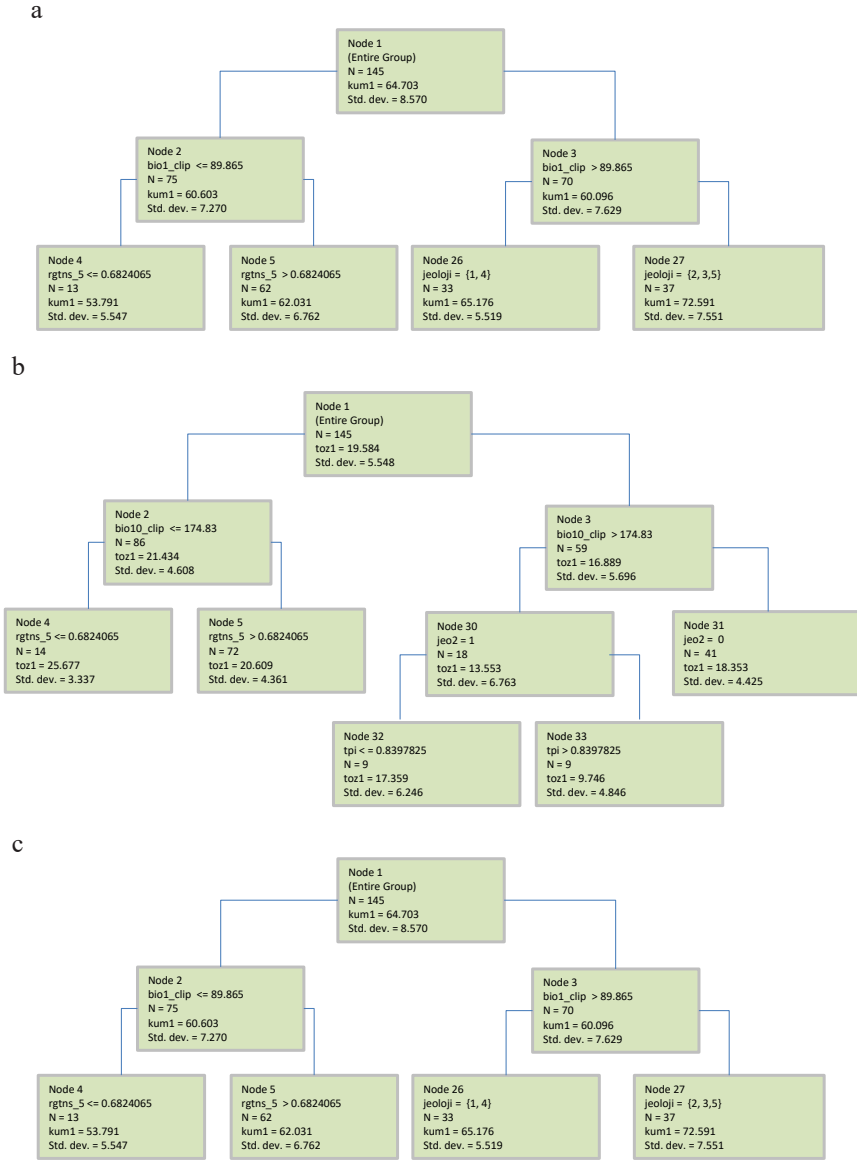 a
Node 1
(Entire Group)
N = 145
kum1 = 64.703
Std. dev. = 8.570
Node 2
bio1_clip <= 89.865
N = 75
kum1 = 60.603
Std. dev. = 7.270
Node 3
bio1_clip > 89.865
N = 70
kum1 = 60.096
Std. dev. = 7.629
Node 4
rgtns_5 <= 0.6824065
N = 13
kum1 = 53.791
Std. dev. = 5.547
Node 5
rgtns_5 > 0.6824065
N = 62
kum1 = 62.031
Std. dev. = 6.762
Node 26
jeoloji = {1, 4}
N = 33
kum1 = 65.176
Std. dev. = 5.519
Node 27
jeoloji = {2, 3,5}
N = 37
kum1 = 72.591
Std. dev. = 7.551
b
Node 1
(Entire Group)
N = 145
toz1 = 19.584
Std. dev. = 5.548
Node 2
bio10_clip <= 174.83
N = 86
toz1 = 21.434
Std. dev. = 4.608
Node 3
bio10_clip > 174.83
N = 59
toz1 = 16.889
Std. dev. = 5.696
Node 4
rgtns_5 <= 0.6824065
N = 14
toz1 = 25.677
Std. dev. = 3.337
Node 5
rgtns_5 > 0.6824065
N = 72
toz1 = 20.609
Std. dev. = 4.361
Node 30
jeo2 = 1
N = 18
toz1 = 13.553
Std. dev. = 6.763
Node 31
jeo2 = 0
N = 41
toz1 = 18.353
Std. dev. = 4.425
Node 32
tpi < = 0.8397825
N = 9
toz1 = 17.359
Std. dev. = 6.246
Node 33
tpi > 0.8397825
N = 9
toz1 = 9.746
Std. dev. = 4.846
c
Node 1
(Entire Group)
N = 145
kum1 = 64.703
Std. dev. = 8.570
Node 2
bio1_clip <= 89.865
N = 75
kum1 = 60.603
Std. dev. = 7.270
Node 3
bio1_clip > 89.865
N = 70
kum1 = 60.096
Std. dev. = 7.629
Node 4
rgtns_5 <= 0.6824065
N = 13
kum1 = 53.791
Std. dev. = 5.547
Node 5
rgtns_5 > 0.6824065
N = 62
kum1 = 62.031
Std. dev. = 6.762
Node 26
jeoloji = {1, 4}
N = 33
kum1 = 65.176
Std. dev. = 5.519
Node 27
jeoloji = {2, 3,5}
N = 37
kum1 = 72.591
Std. dev. = 7.551